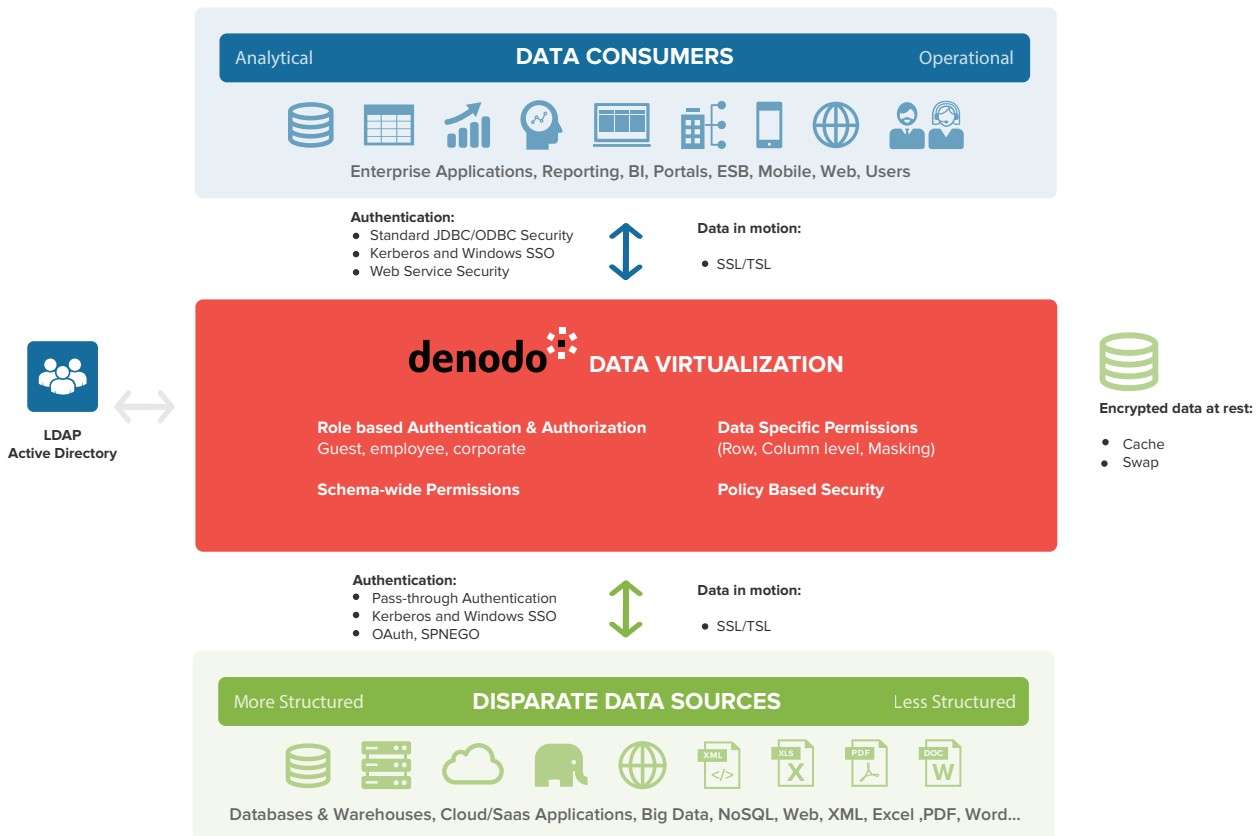 Analytical DATA CONSUMERS Operational
Enterprise Applications, Reporting, BI, Portals, ESB, Mobile, Web, Users
Authentication:
• Standard JDBC/ODBC Security
• Kerberos and Windows SSO
• Web Service Security
Data in motion:
• SSL/TSL
LDAP
Active Directory
denodo DATA VIRTUALIZATION
Role based Authentication & Authorization
Guest, employee, corporate
Schema-wide Permissions
Data Specific Permissions
(Row, Column level, Masking)
Policy Based Security
Encrypted data at rest:
• Cache
• Swap
Authentication:
• Pass-through Authentication
• Kerberos and Windows SSO
• OAuth, SPNEGO
Data in motion:
• SSL/TSL
More Structured DISPARATE DATA SOURCES Less Structured
XML
</>
XLS
X
PDF
DOC
W
Databases & Warehouses, Cloud/Saas Applications, Big Data, NoSQL, Web, XML, Excel ,PDF, Word...